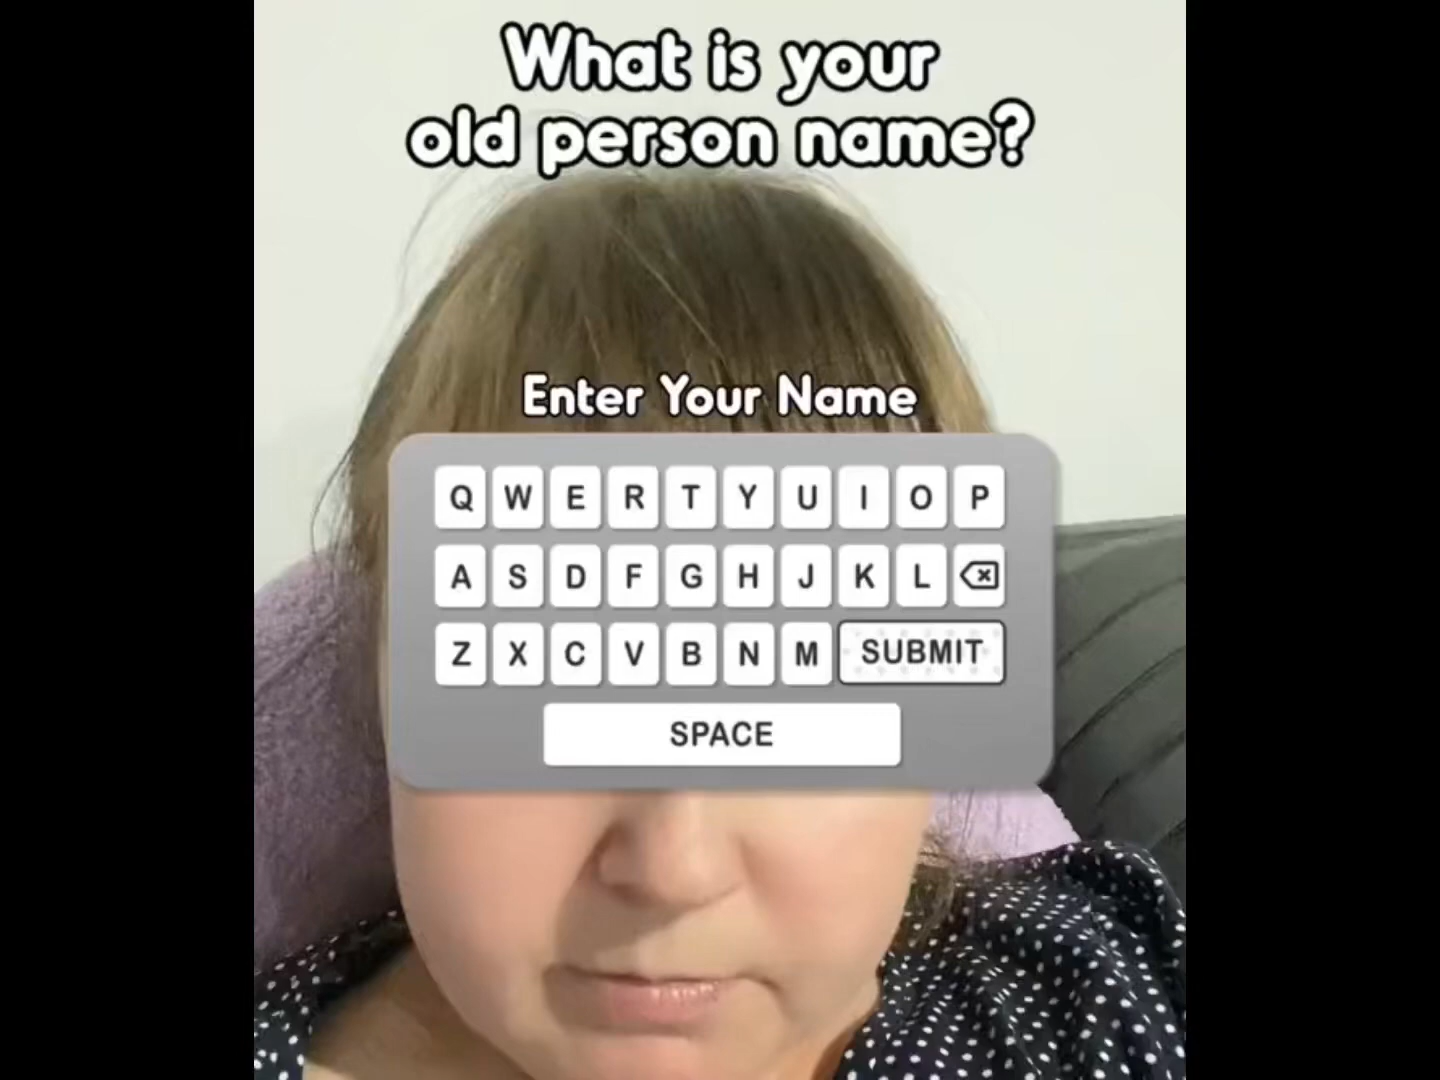 What is your
old person name?
Enter Your Name
Q W E R T Y U I O P
A S D F G H J K L
Z X C V B N M SUBMIT
SPACE